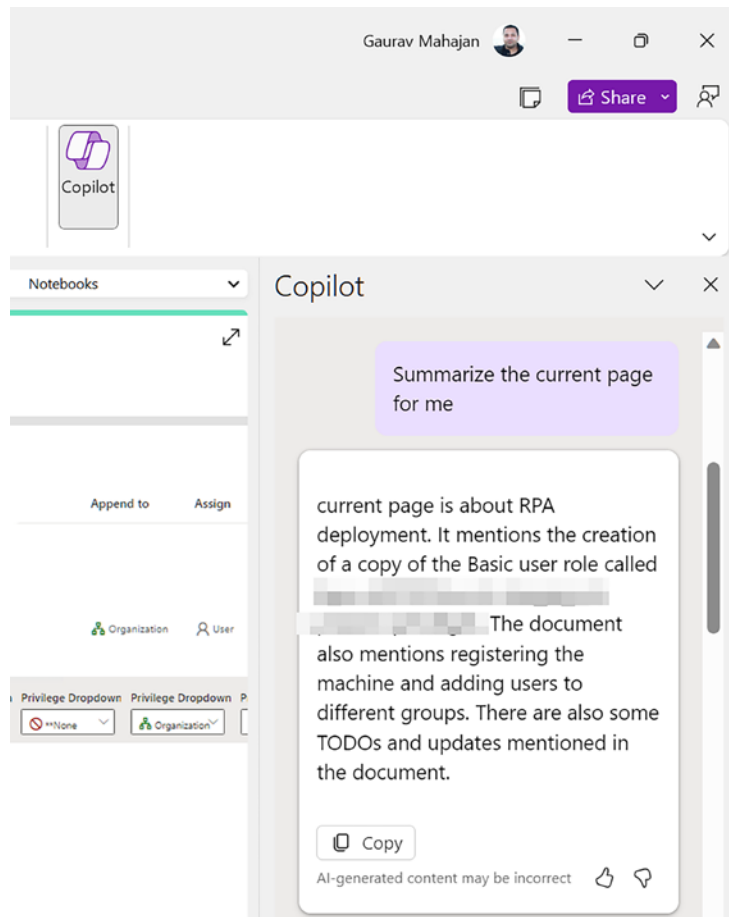 Gaurav Mahajan
Share
Copilot
Notebooks
Copilot
Summarize the current page
for me
Append to Assign
current page is about RPA
deployment. It mentions the creation
of a copy of the Basic user role called
The document
also mentions registering the
machine and adding users to
different groups. There are also some
TODOs and updates mentioned in
the document.
Organization User
Privilege Dropdown Privilege Dropdown P
**None Organization
Copy
AI-generated content may be incorrect